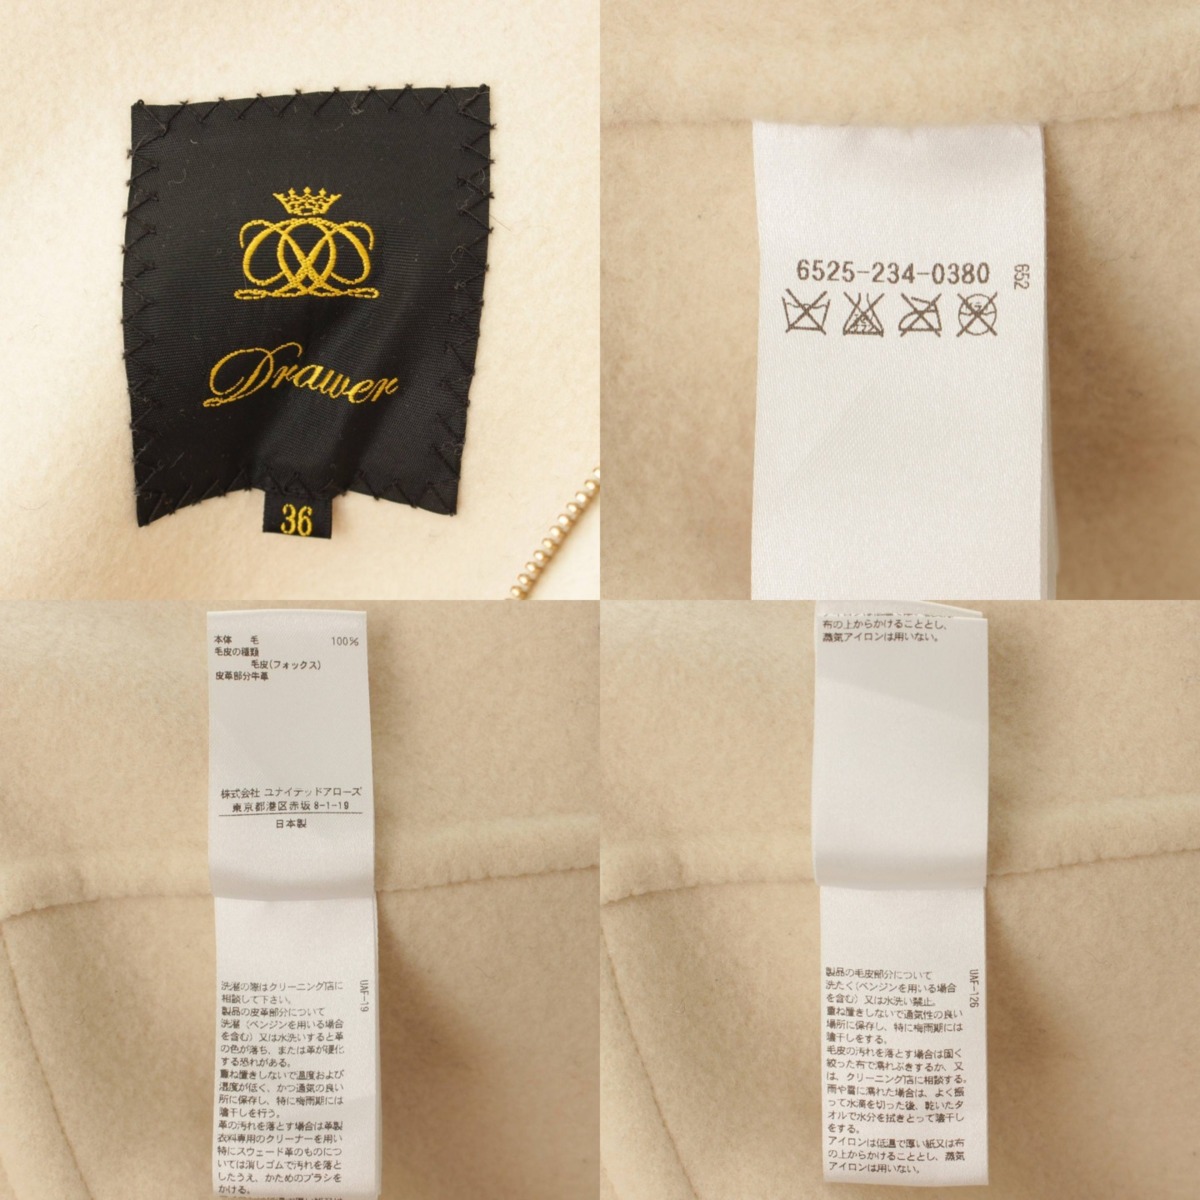 Drawer
36
6525-234-0380
652
本体 毛 100%
毛皮の種類
毛皮(フォックス)
皮革部分牛革
株式会社 ユナイテッドアローズ
東京都港区赤坂 8-1-19
日本製
洗濯の際はクリーニング店に
相談して下さい。
製品の皮革部分について
洗濯(ベンジンを用いる場合
を含む)又は水洗いすると革
の色が落ち、または革が硬化
する恐れがある。
重ね置きしないで温度および
湿度が低く、かつ通気の良い
所に保存し、特に梅雨期には
陰干しを行う。
革の汚れを落とす場合は革製
衣料専用のクリーナーを用い
特にスウェード革のものにつ
いては消しゴムで汚れを落と
したうえ、かためのブラシを
かける。
UAF-19
布の上からかけることとし、
蒸気アイロンは用いない。
製品の毛皮部分について
洗たく(ベンジンを用いる場合
を含む)又は水洗い禁止。
重ね置きしないで通気性の良い
場所に保存し、特に梅雨期には
陰干しをする。
毛皮の汚れを落とす場合は固く
絞った布で濡れぶきするか、又
は、クリーニング店に相談する。
雨や雪に濡れた場合は、よく振
って水滴を切った後、乾いたタ
オルで水分を拭きとって陰干し
をする。
アイロンは低温で厚い紙又は布
の上からかけることとし、蒸気
アイロンは用いない。
UAF-126